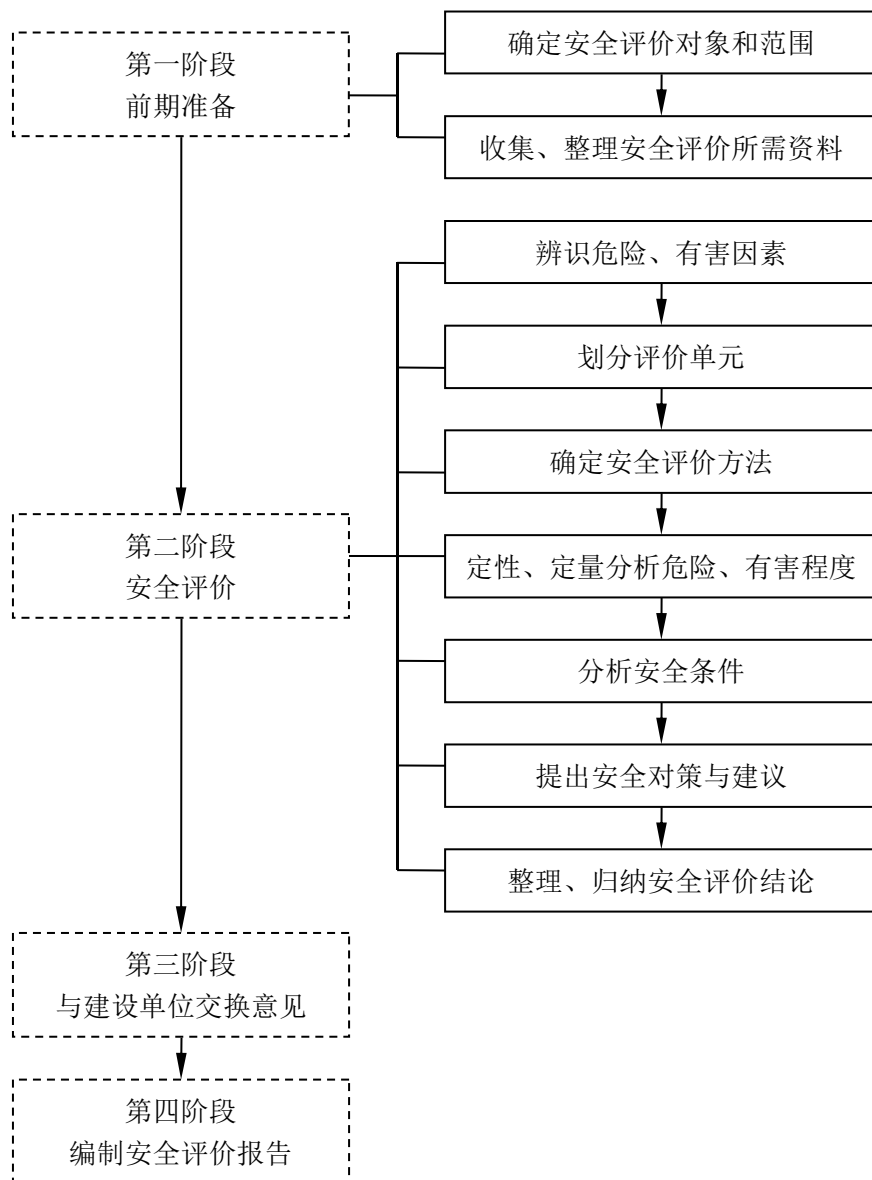 第一阶段
前期准备
确定安全评价对象和范围
收集、整理安全评价所需资料
第二阶段
安全评价
辨识危险、有害因素
划分评价单元
确定安全评价方法
定性、定量分析危险、有害程度
分析安全条件
提出安全对策与建议
整理、归纳安全评价结论
第三阶段
与建设单位交换意见
第四阶段
编制安全评价报告